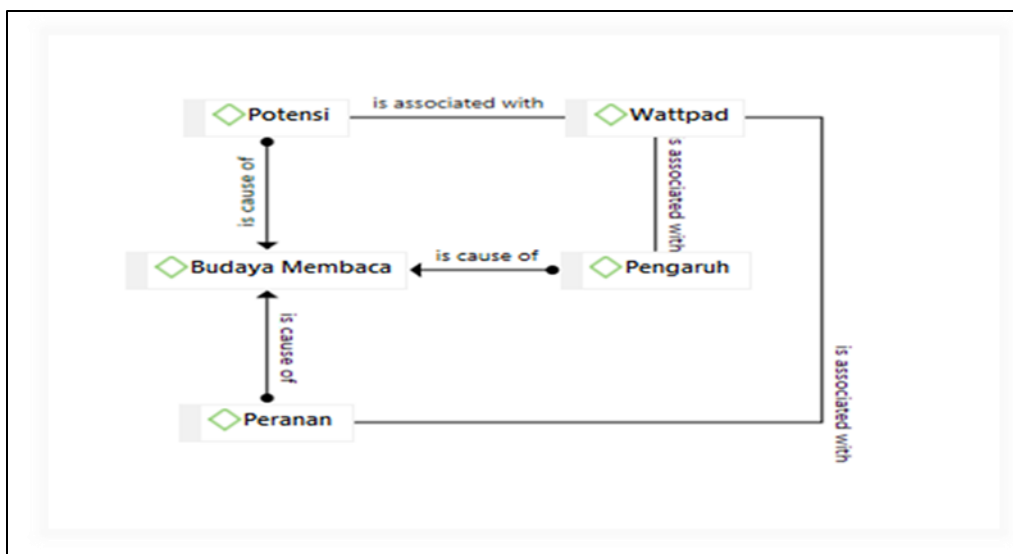 is associated with
Potensi
Wattpad
is cause of
is associated with
Budaya Membaca
is cause of
Pengaruh
is cause of
is associated with
Peranan